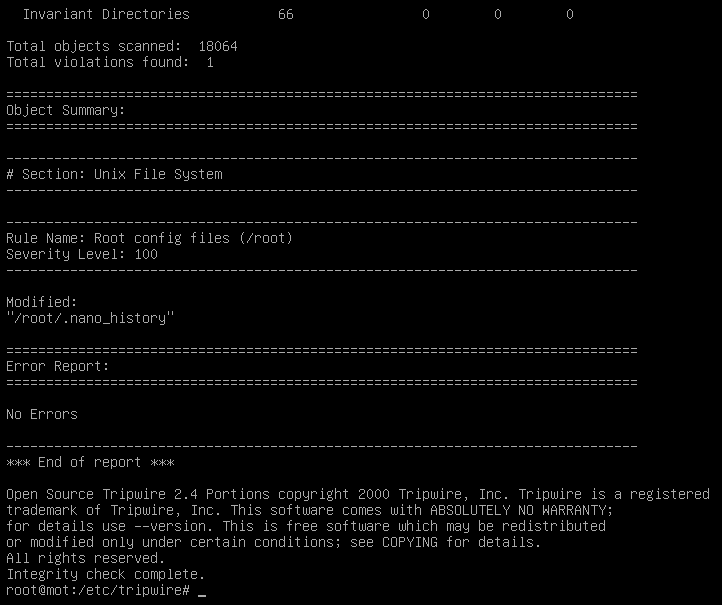 Invariant Directories 66 0 0 0
Total objects scanned: 18064
Total violations found: 1
===============================================================================
Object Summary:
===============================================================================
-------------------------------------------------------------------------------
# Section: Unix File System
-------------------------------------------------------------------------------
-------------------------------------------------------------------------------
Rule Name: Root config files (/root)
Severity Level: 100
-------------------------------------------------------------------------------
Modified:
"/root/.nano_history"
===============================================================================
Error Report:
===============================================================================
No Errors
-------------------------------------------------------------------------------
*** End of report ***
Open Source Tripwire 2.4 Portions copyright 2000 Tripwire, Inc. Tripwire is a registered
trademark of Tripwire, Inc. This software comes with ABSOLUTELY NO WARRANTY;
for details use --version. This is free software which may be redistributed
or modified only under certain conditions; see COPYING for details.
All rights reserved.
Integrity check complete.
root@mot:/etc/tripwire# _